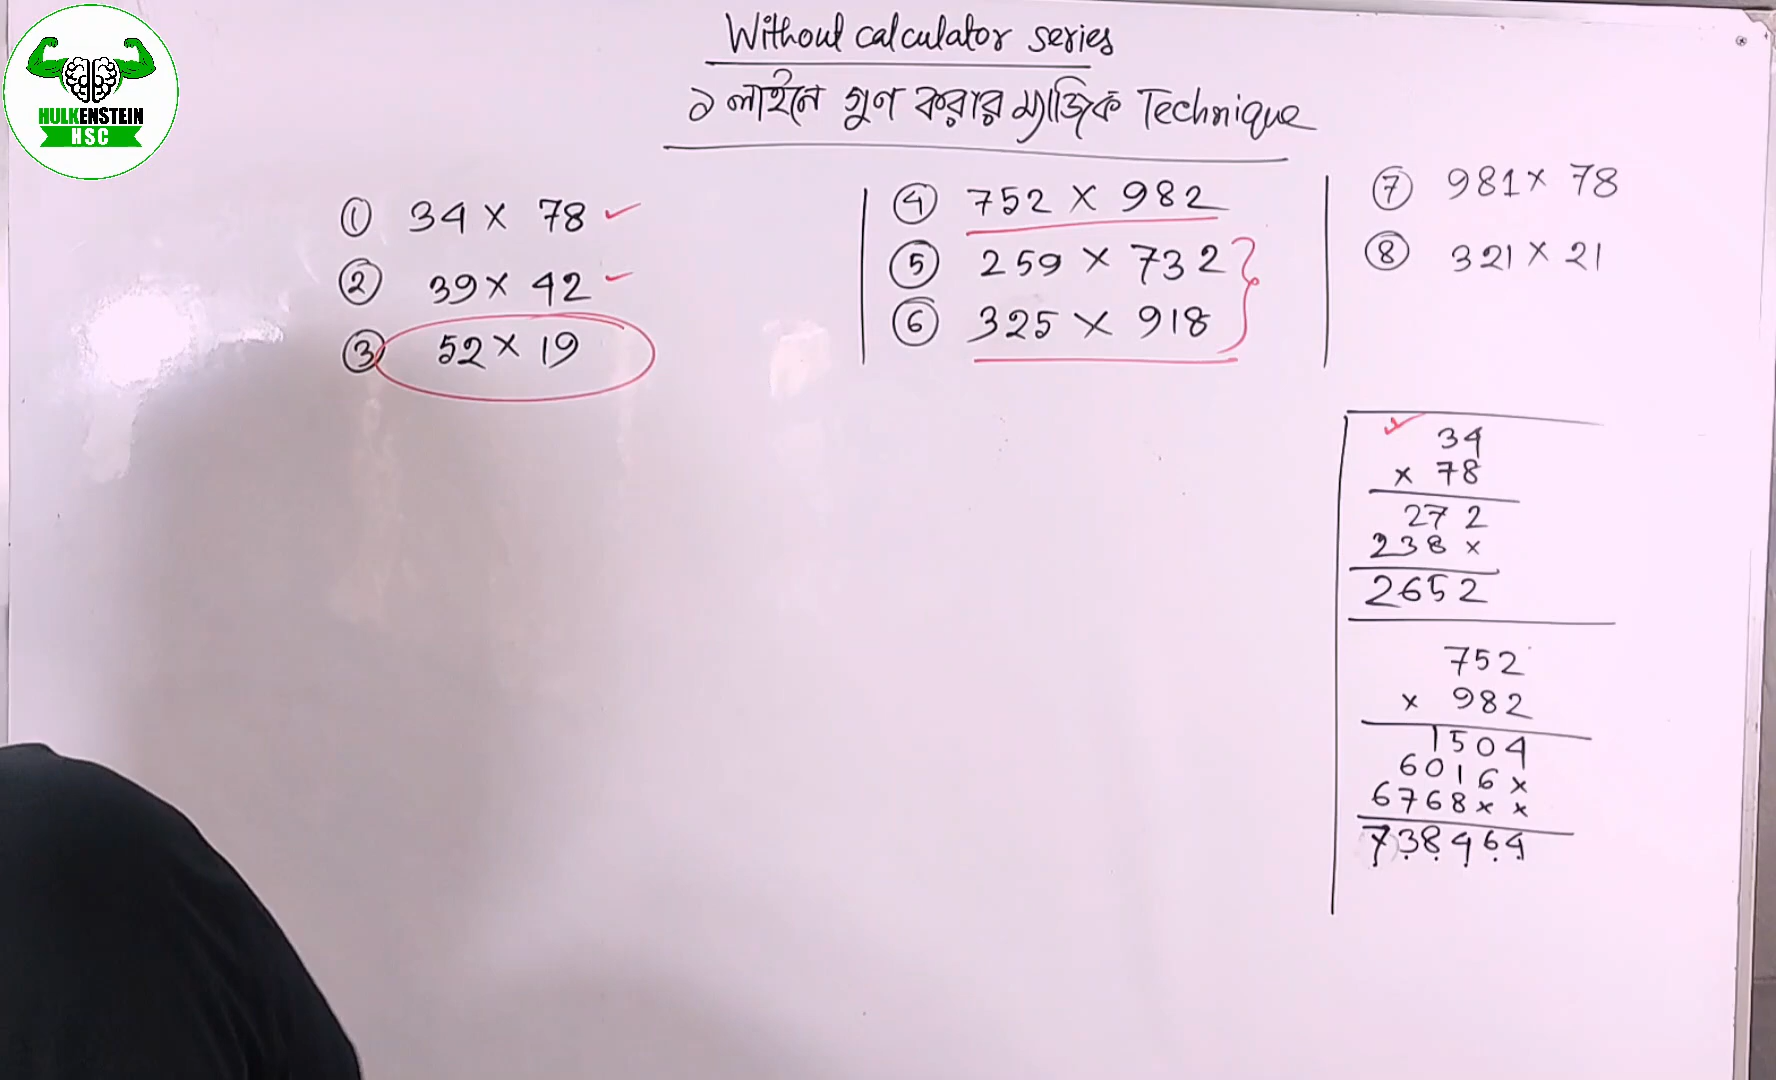 HULKENSTEIN
HSC
Without calculator series
১ লাইনে গুণ করার ম্যাজিক Technique
① 34 × 78 ✓
② 39 × 42 ✓
③ 52 × 19
④ 752 × 982
⑤ 259 × 732
⑥ 325 × 918
⑦ 981 × 78
⑧ 321 × 21
✓ 34
× 78
272
238 ×
2652
752
× 982
1504
6016 ×
6768 × ×
738464